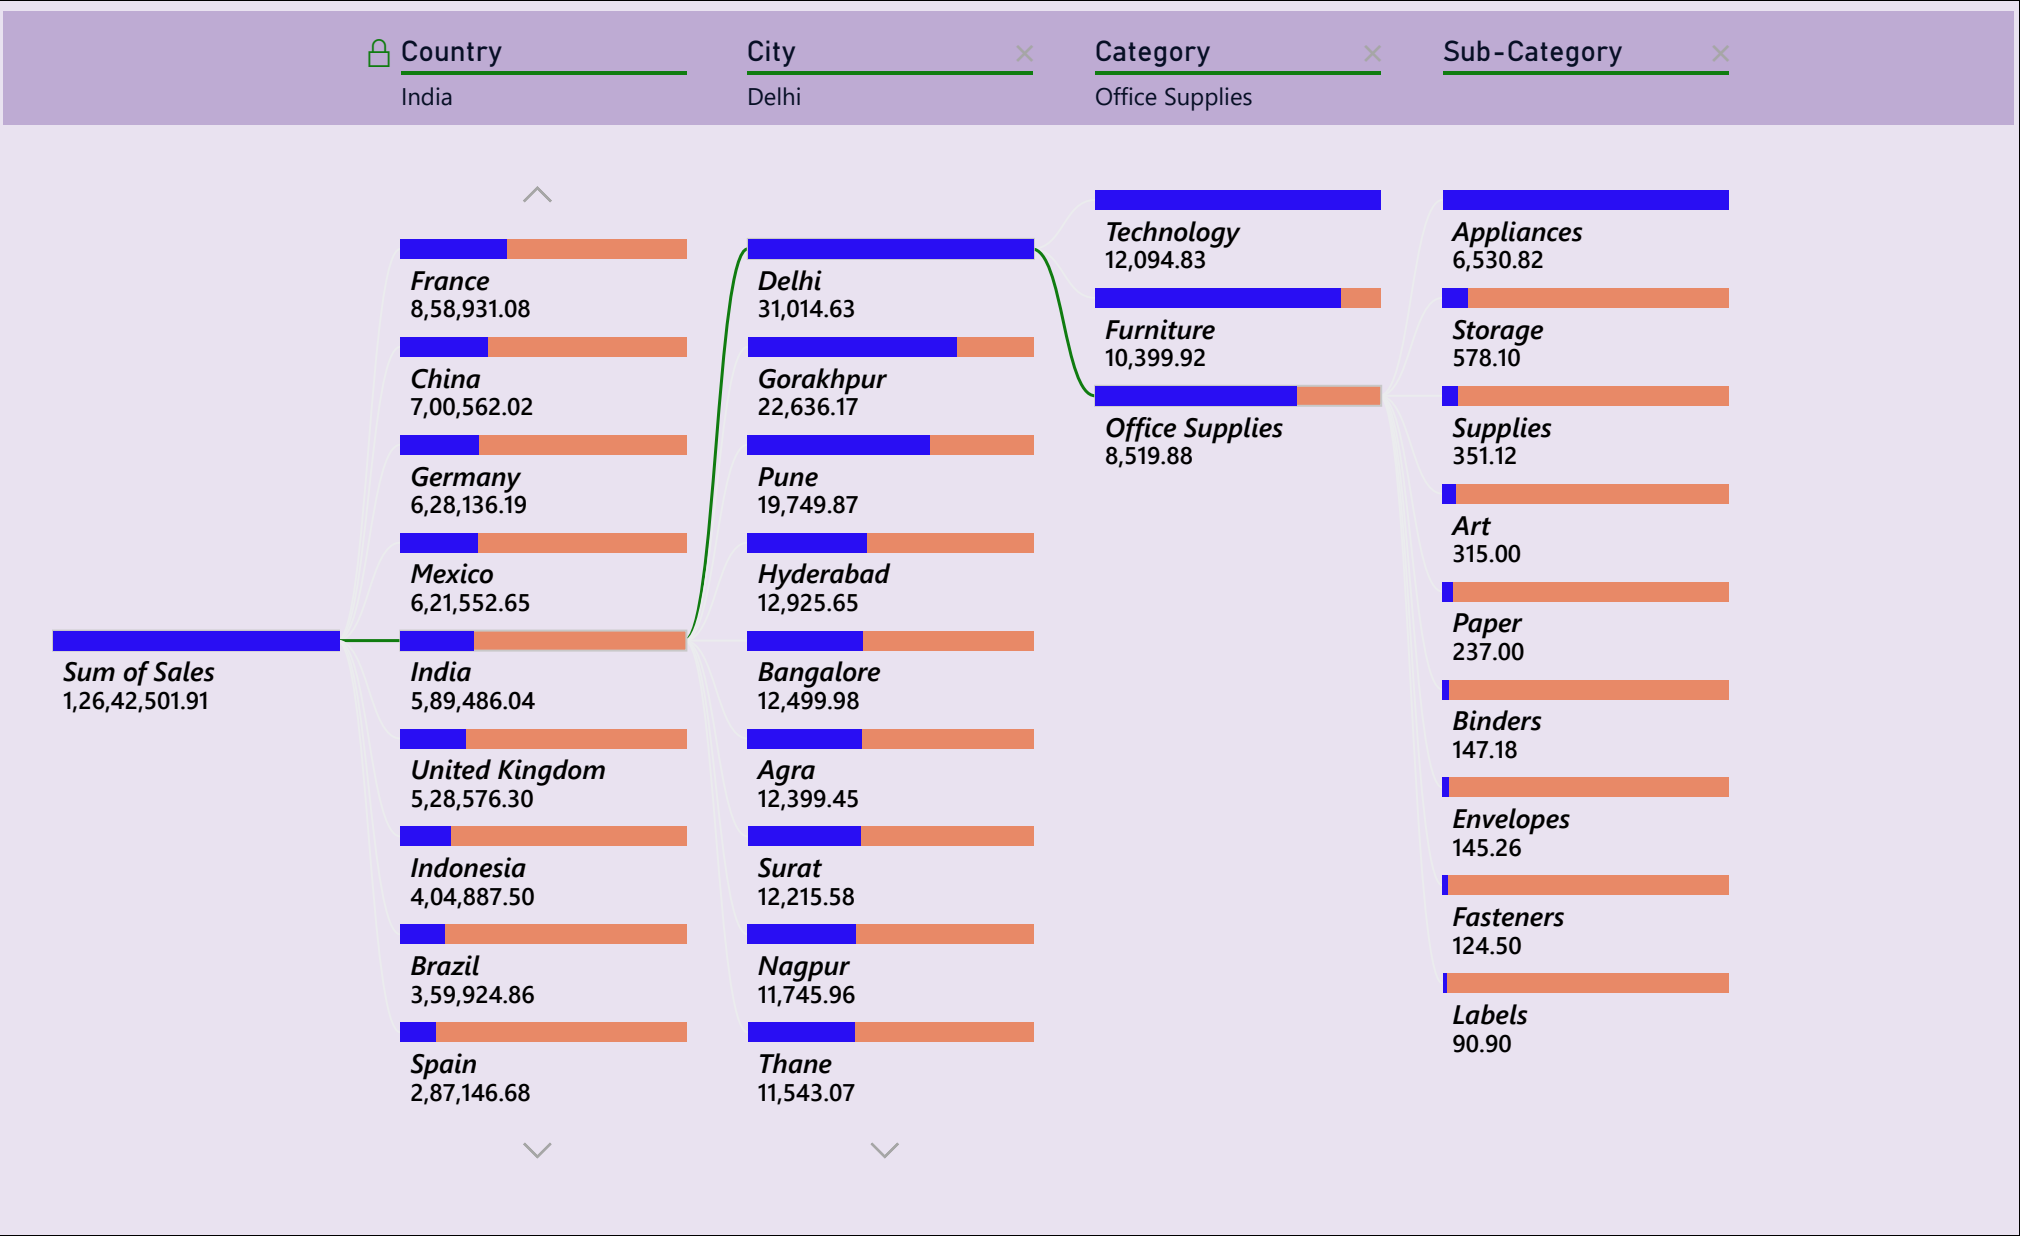 Country
City
Category
Sub-Category
India
Delhi
Office Supplies
Sum of Sales
1,26,42,501.91
France
8,58,931.08
China
7,00,562.02
Germany
6,28,136.19
Mexico
6,21,552.65
India
5,89,486.04
United Kingdom
5,28,576.30
Indonesia
4,04,887.50
Brazil
3,59,924.86
Spain
2,87,146.68
Delhi
31,014.63
Gorakhpur
22,636.17
Pune
19,749.87
Hyderabad
12,925.65
Bangalore
12,499.98
Agra
12,399.45
Surat
12,215.58
Nagpur
11,745.96
Thane
11,543.07
Technology
12,094.83
Furniture
10,399.92
Office Supplies
8,519.88
Appliances
6,530.82
Storage
578.10
Supplies
351.12
Art
315.00
Paper
237.00
Binders
147.18
Envelopes
145.26
Fasteners
124.50
Labels
90.90